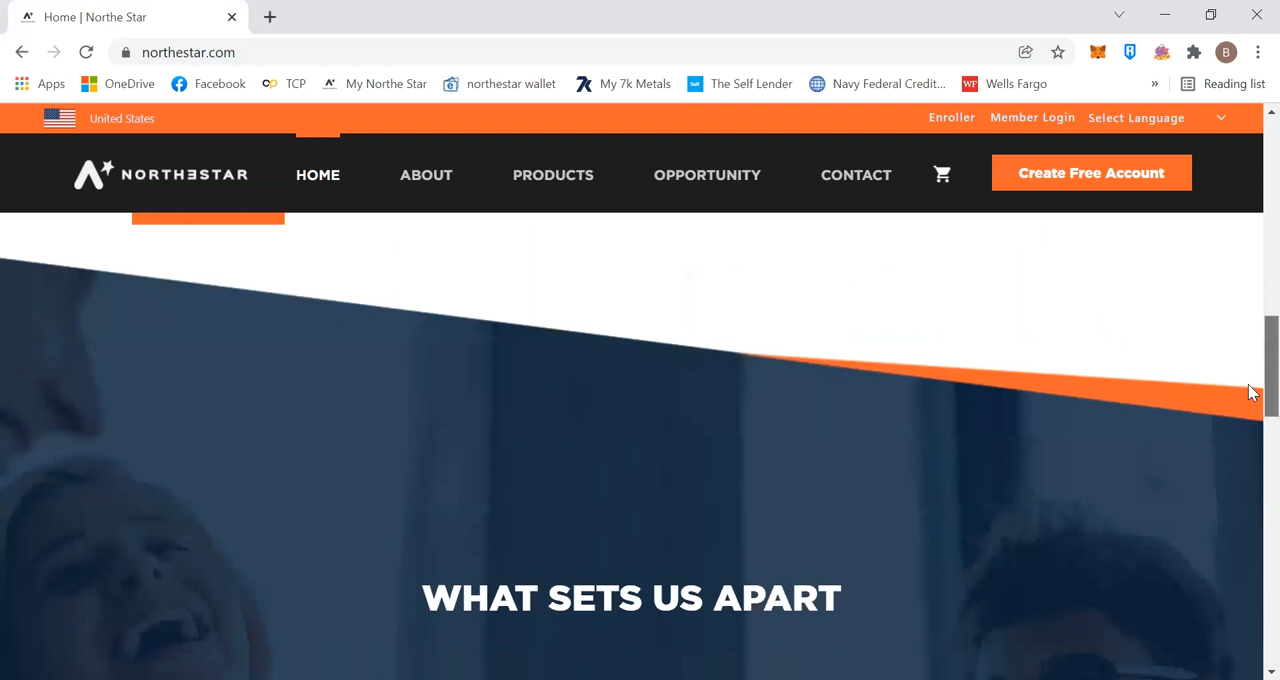 Home | Northe Star
northestar.com
B
Apps OneDrive Facebook TCP My Northe Star northestar wallet My 7k Metals The Self Lender Navy Federal Credit... Wells Fargo » Reading list
United States Enroller Member Login Select Language
NORTHESTAR HOME ABOUT PRODUCTS OPPORTUNITY CONTACT Create Free Account
WHAT SETS US APART